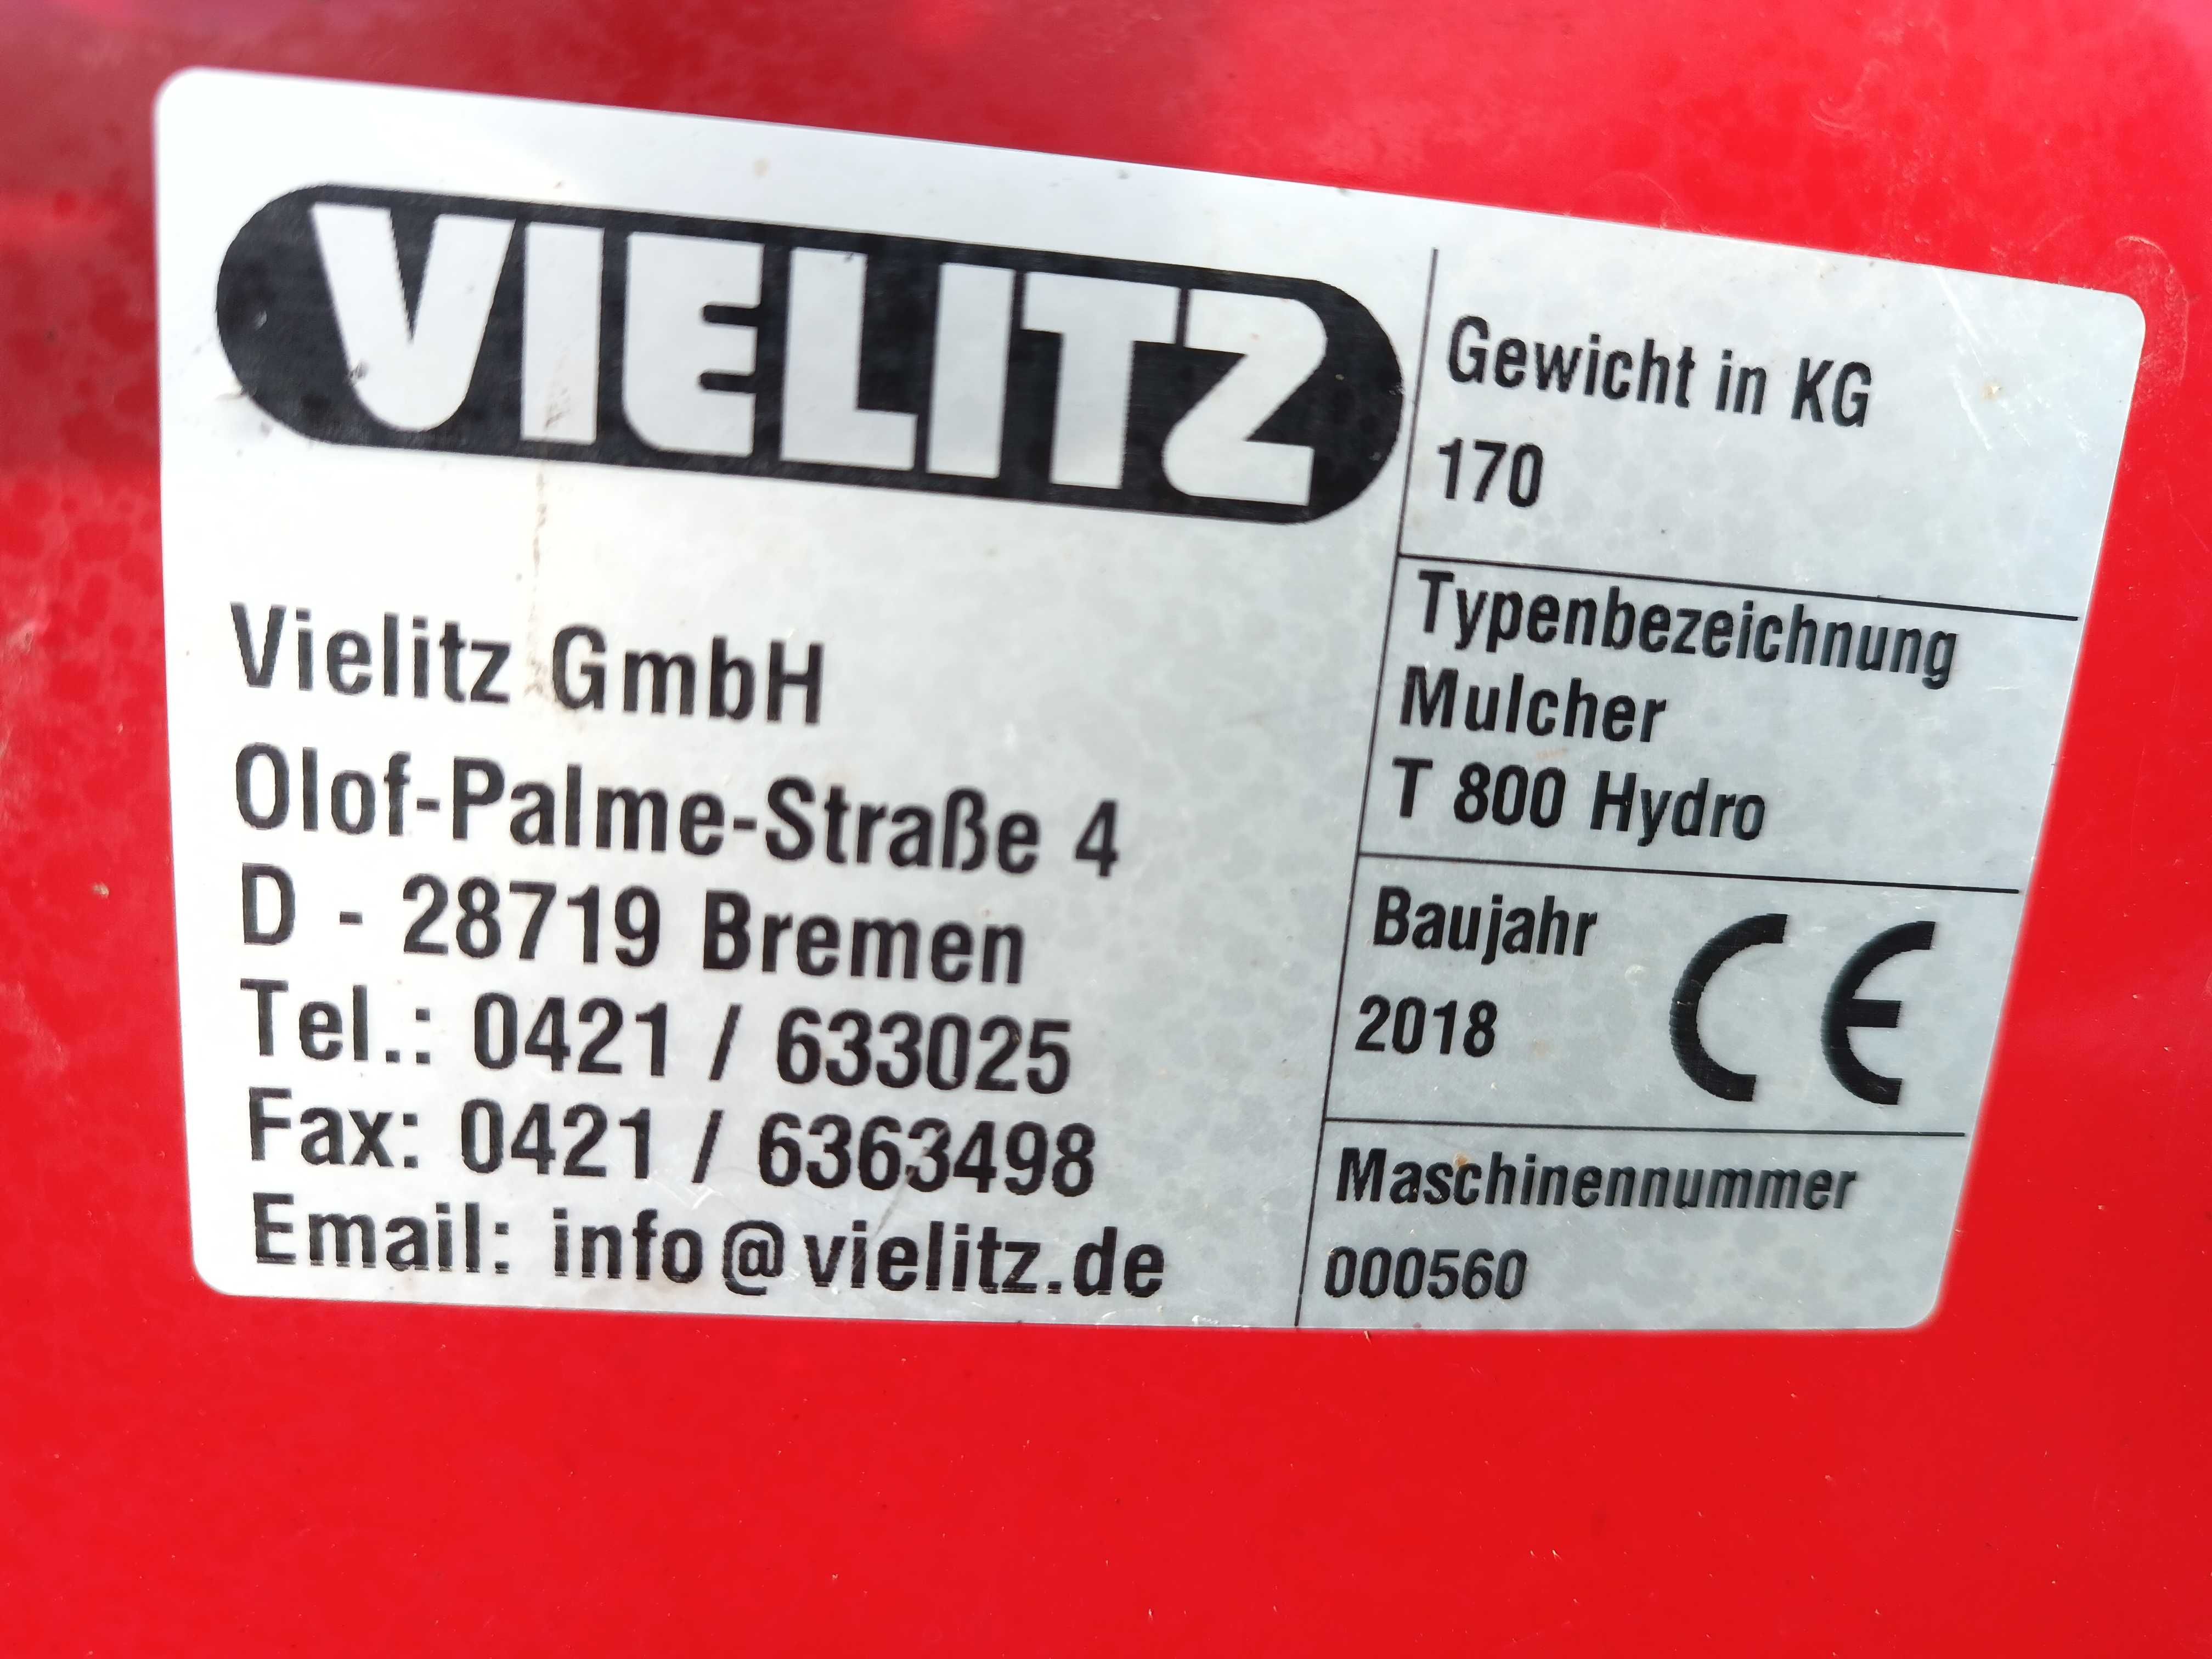 VIELITZ
Vielitz GmbH
Olof-Palme-Straße 4
D - 28719 Bremen
Tel.: 0421 / 633025
Fax: 0421 / 6363498
Email: info@vielitz.de
Gewicht in KG
170
Typenbezeichnung
Mulcher
T 800 Hydro
Baujahr
2018
CE
Maschinennummer
000560